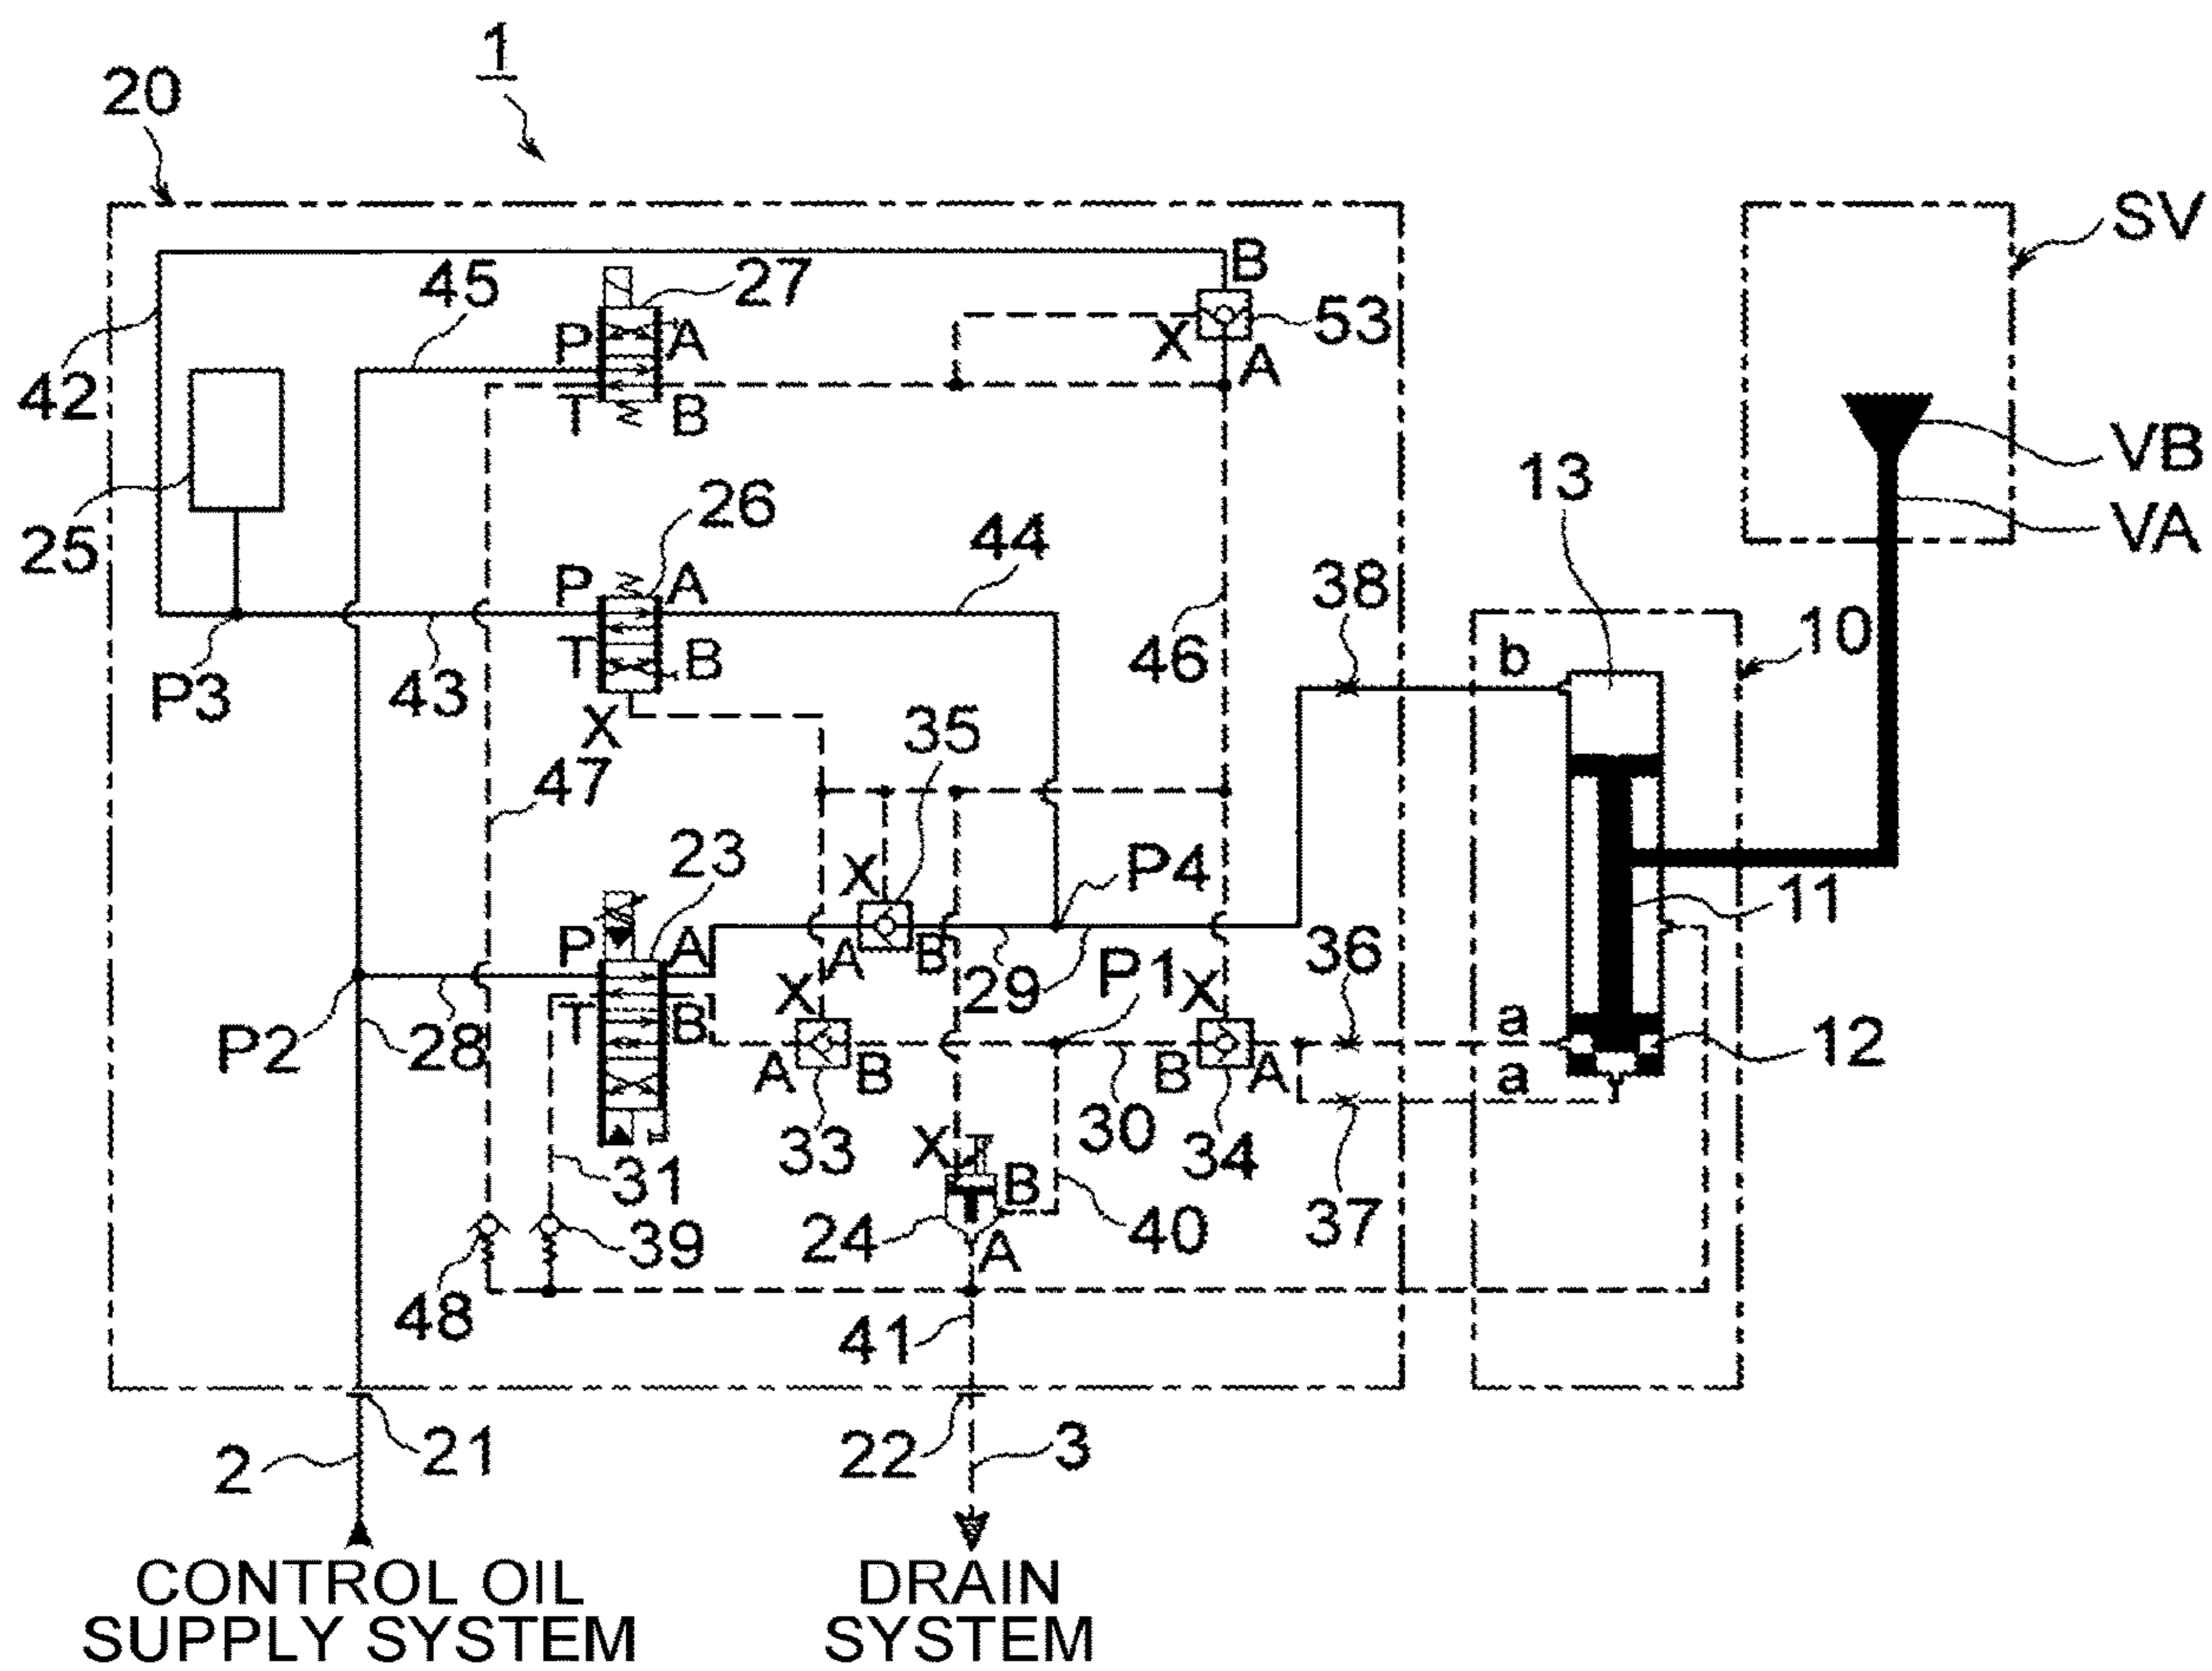 1
20
SV
B
45
27
53
P
A
X
A
42
T
B
VB
13
26
VA
25
44
P
A
38
T
B
46
b
10
P3
43
X
35
47
23
P4
X
11
P
A
A
B
36
P1
X
29
X
P2
28
T
B
a
12
A
B
B
A
a
33
30
34
31
X
B
37
24
40
39
A
48
41
21
22
3
2
CONTROL OIL
SUPPLY SYSTEM
DRAIN
SYSTEM